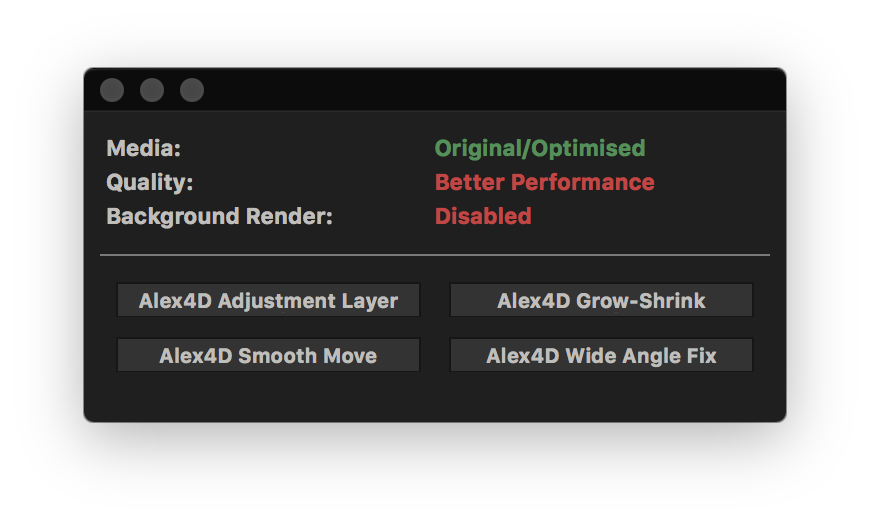 Media: Original/Optimised
Quality: Better Performance
Background Render: Disabled
Alex4D Adjustment Layer Alex4D Grow-Shrink
Alex4D Smooth Move Alex4D Wide Angle Fix